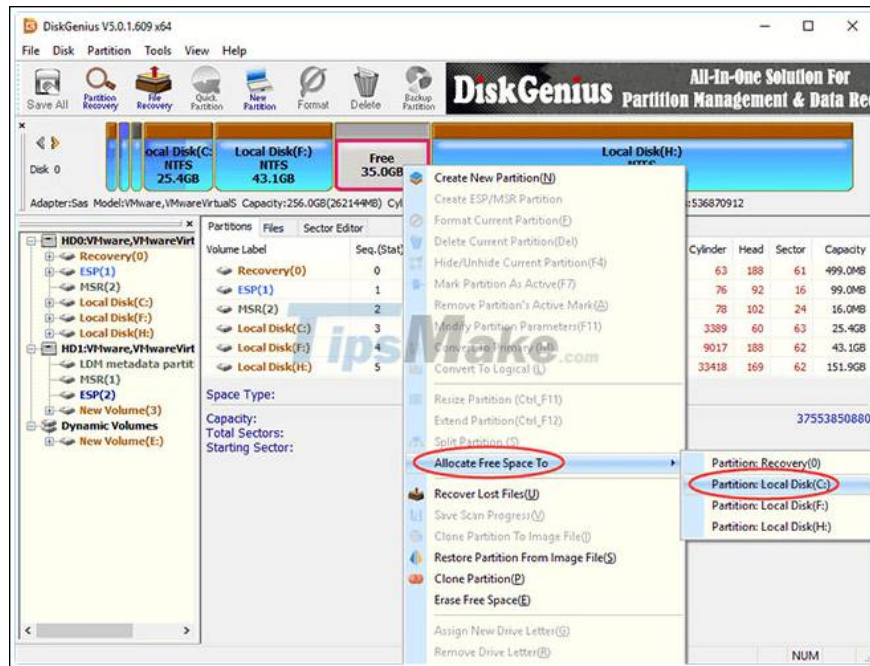 DiskGenius V5.0.1.609 x64
File Disk Partition Tools View Help
Save All Partition Recovery File Recovery Quick Partition New Partition Format Delete Backup Partition
DiskGenius
All-In-One Solution For
Partition Management & Data Re
Disk 0
ocal Disk(C:
NTFS
25.4GB
Local Disk(F:)
NTFS
43.1GB
Free
35.0GB
Local Disk(H:)
NTFS
Adapter:Sas Model:VMware,VMwareVirtualS Capacity:256.0GB(262144MB) Cyl
:536870912
HD0:VMware,VMwareVirt
Recovery(0)
ESP(1)
MSR(2)
Local Disk(C:)
Local Disk(F:)
Local Disk(H:)
HD1:VMware,VMwareVirt
LDM metadata partit
MSR(1)
ESP(2)
New Volume(3)
Dynamic Volumes
New Volume(E:)
Partitions Files Sector Editor
Volume Label Seq.(Stat) Cylinder Head Sector Capacity
Recovery(0) 0 63 188 61 499.0MB
ESP(1) 1 76 92 16 99.0MB
MSR(2) 2 78 102 24 16.0MB
Local Disk(C:) 3 3389 60 63 25.4GB
Local Disk(F:) 4 9017 188 62 43.1GB
Local Disk(H:) 5 33418 169 62 151.9GB
Space Type:
Capacity: 37553850880
Total Sectors:
Starting Sector:
Create New Partition(N)
Create ESP/MSR Partition
Format Current Partition(F)
Delete Current Partition(Del)
Hide/Unhide Current Partition(F4)
Mark Partition As Active(F7)
Remove Partition's Active Mark(A)
Modify Partition Parameters(F11)
Convert To Primary (M)
Convert To Logical (L)
Resize Partition (Ctrl_F11)
Extend Partition(Ctrl_F12)
Split Partition (S)
Allocate Free Space To
Recover Lost Files(U)
Save Scan Progress(V)
Clone Partition To Image File(I)
Restore Partition From Image File(S)
Clone Partition(P)
Erase Free Space(E)
Assign New Drive Letter(G)
Remove Drive Letter(R)
Partition: Recovery(0)
Partition: Local Disk(C:)
Partition: Local Disk(F:)
Partition: Local Disk(H:)
TipsMake.com
NUM